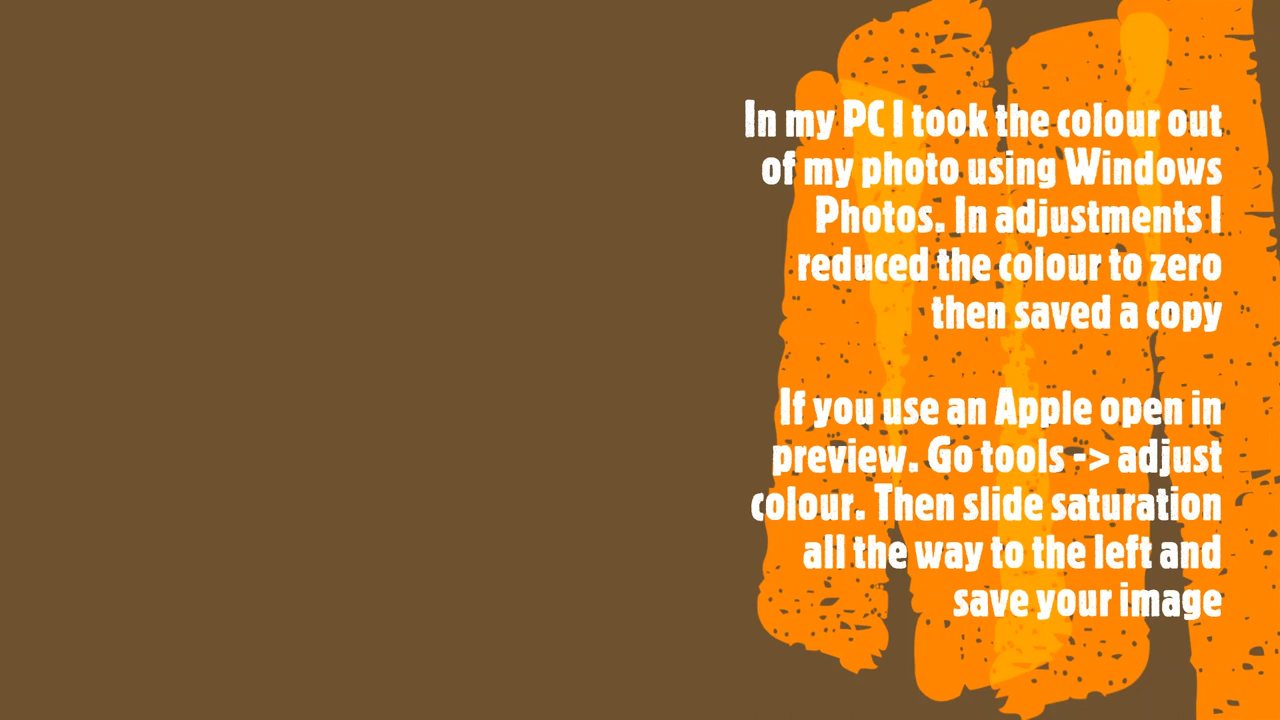 In my PC I took the colour out
of my photo using Windows
Photos. In adjustments I
reduced the colour to zero
then saved a copy
If you use an Apple open in
preview. Go tools -> adjust
colour. Then slide saturation
all the way to the left and
save your image